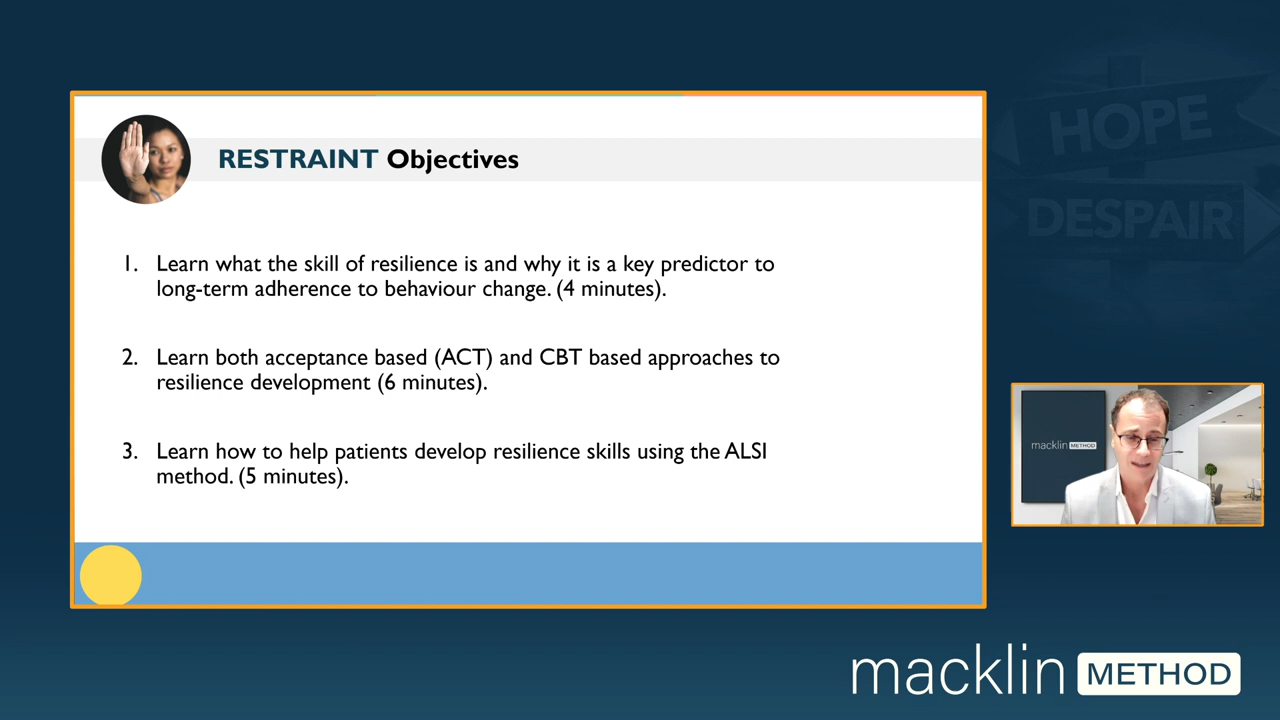 HOPE
DESPAIR
RESTRAINT Objectives
1. Learn what the skill of resilience is and why it is a key predictor to
long-term adherence to behaviour change. (4 minutes).
2. Learn both acceptance based (ACT) and CBT based approaches to
resilience development (6 minutes).
3. Learn how to help patients develop resilience skills using the ALSI
method. (5 minutes).
macklin METHOD
macklin METHOD